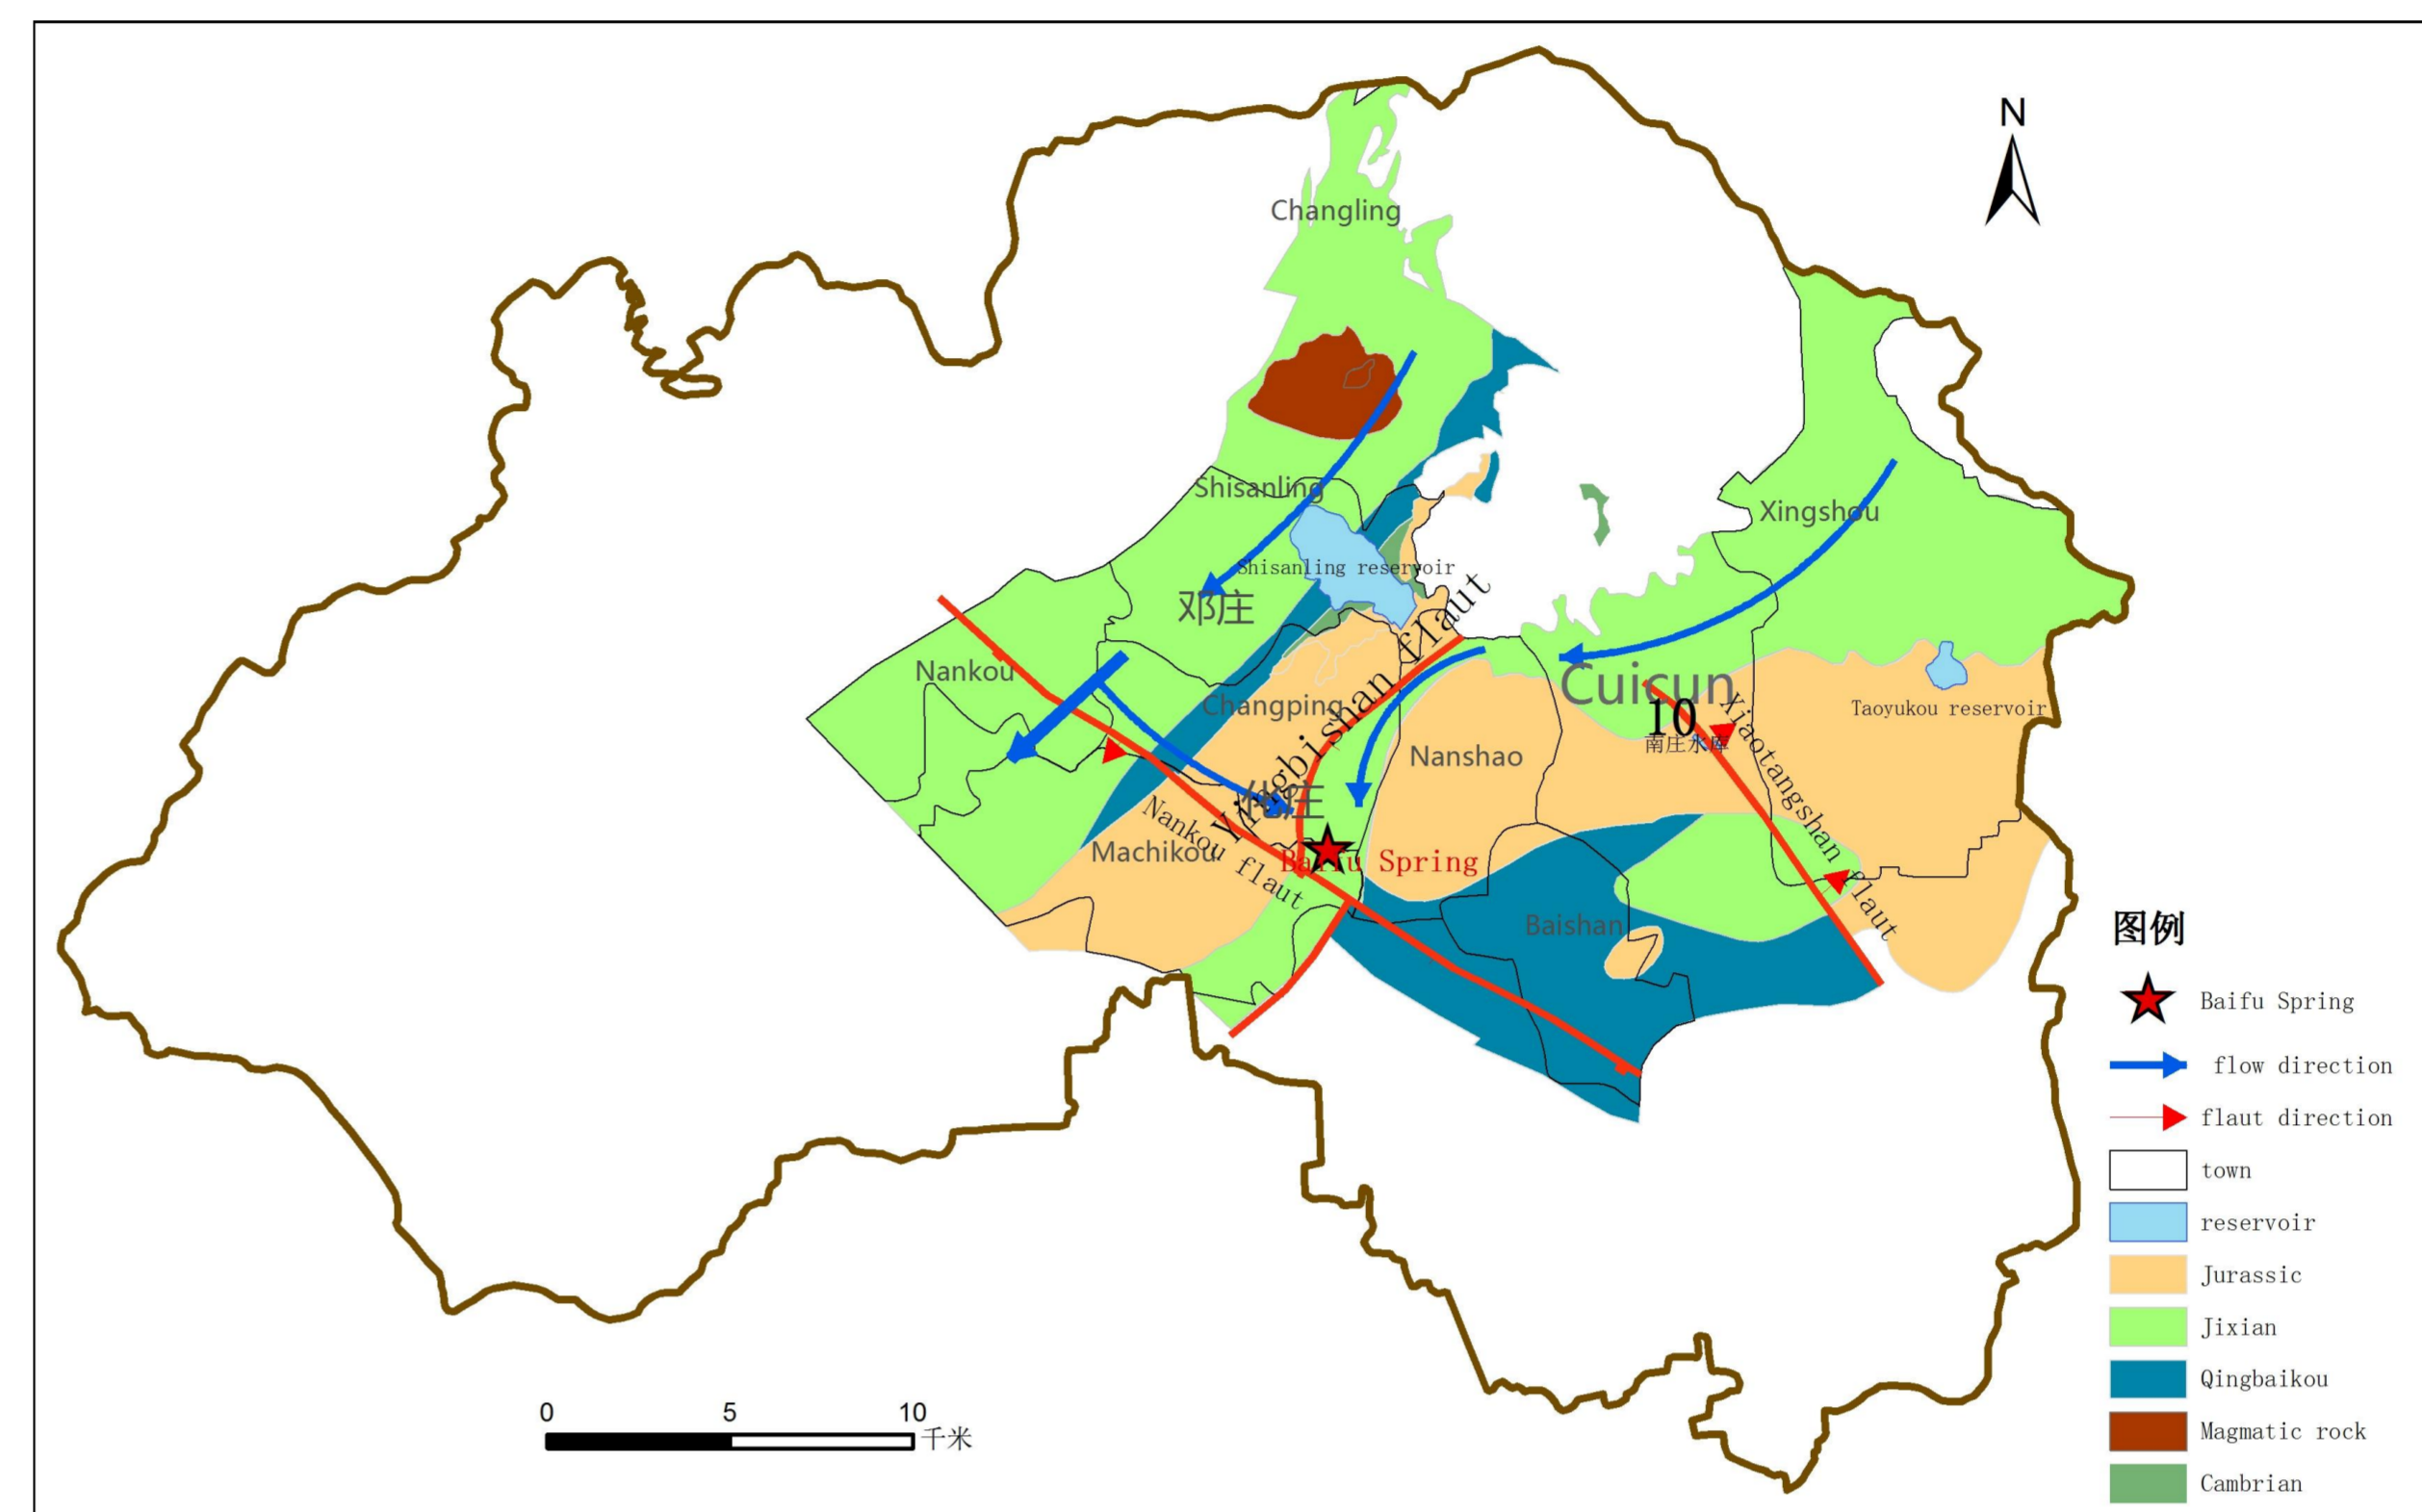 N
Changling
Shisanling
Xingshou
Shisanling reservoir
邓庄
Nankou
Cuicun
10
南庄水库
Taoyukou reservoir
Changping
Yingbishan flaut
Nanshao
Xiaotangshan flaut
化庄
Nankou flaut
Machikou
Baifu Spring
Baishan
图例
Baifu Spring
flow direction
flaut direction
town
reservoir
Jurassic
Jixian
Qingbaikou
Magmatic rock
Cambrian
0 5 10
千米